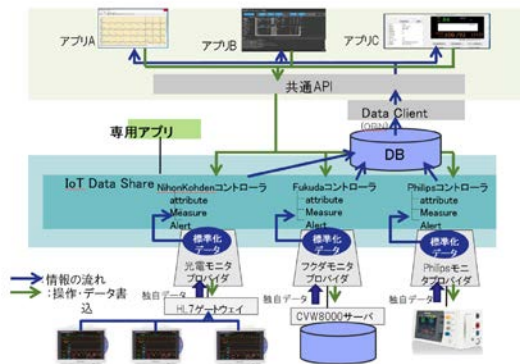 アプリA
アプリB
アプリC
共通API
Data Client
(OBIN)
専用アプリ
DB
IoT Data Share
NihonKohdenコントローラ
attribute
Measure
Alert
Fukudaコントローラ
attribute
Measure
Alert
Philipsコントローラ
attribute
Measure
Alert
標準化
データ
標準化
データ
標準化
データ
光電モニタ
プロバイダ
フクダモニタ
プロバイダ
Philipsモニ
タプロバイダ
独自データ
独自データ
独自データ
:情報の流れ
:操作・データ書
込
HL7ゲートウェイ
CVW8000サーバ